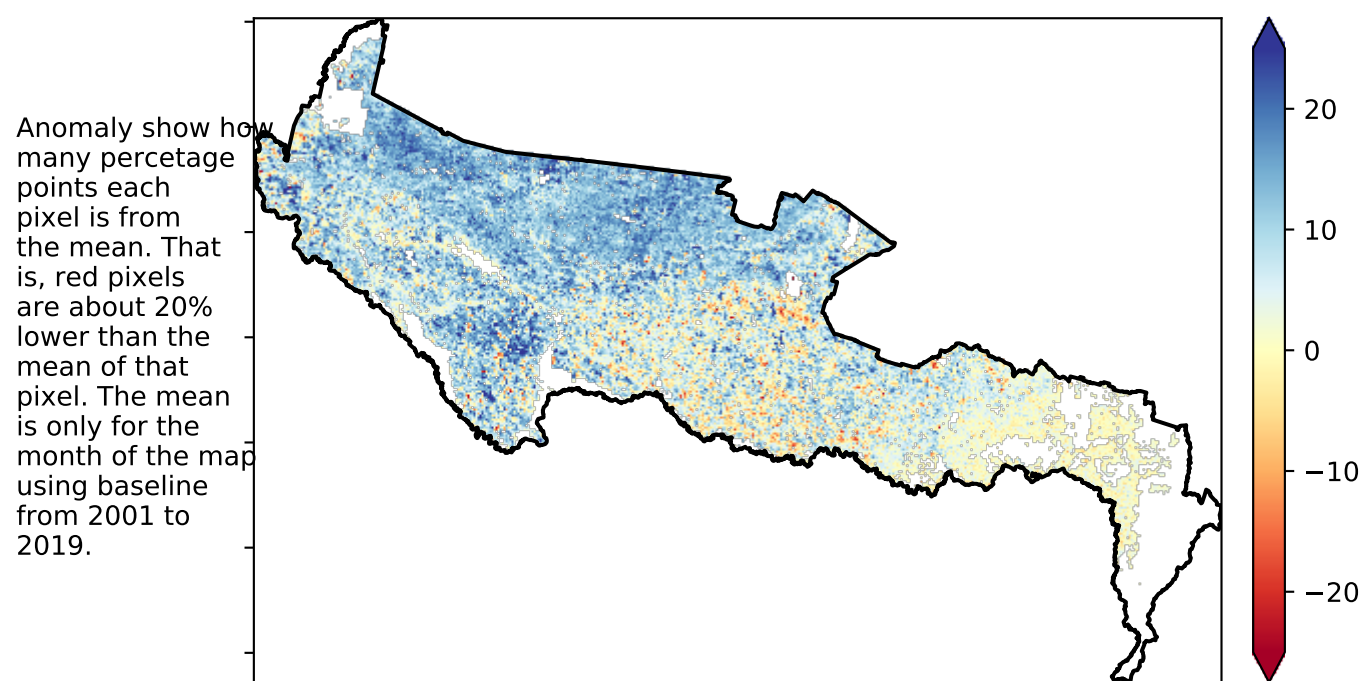 Anomaly show how
many percetage
points each
pixel is from
the mean. That
is, red pixels
are about 20%
lower than the
mean of that
pixel. The mean
is only for the
month of the map
using baseline
from 2001 to
2019.
20
10
0
−10
−20